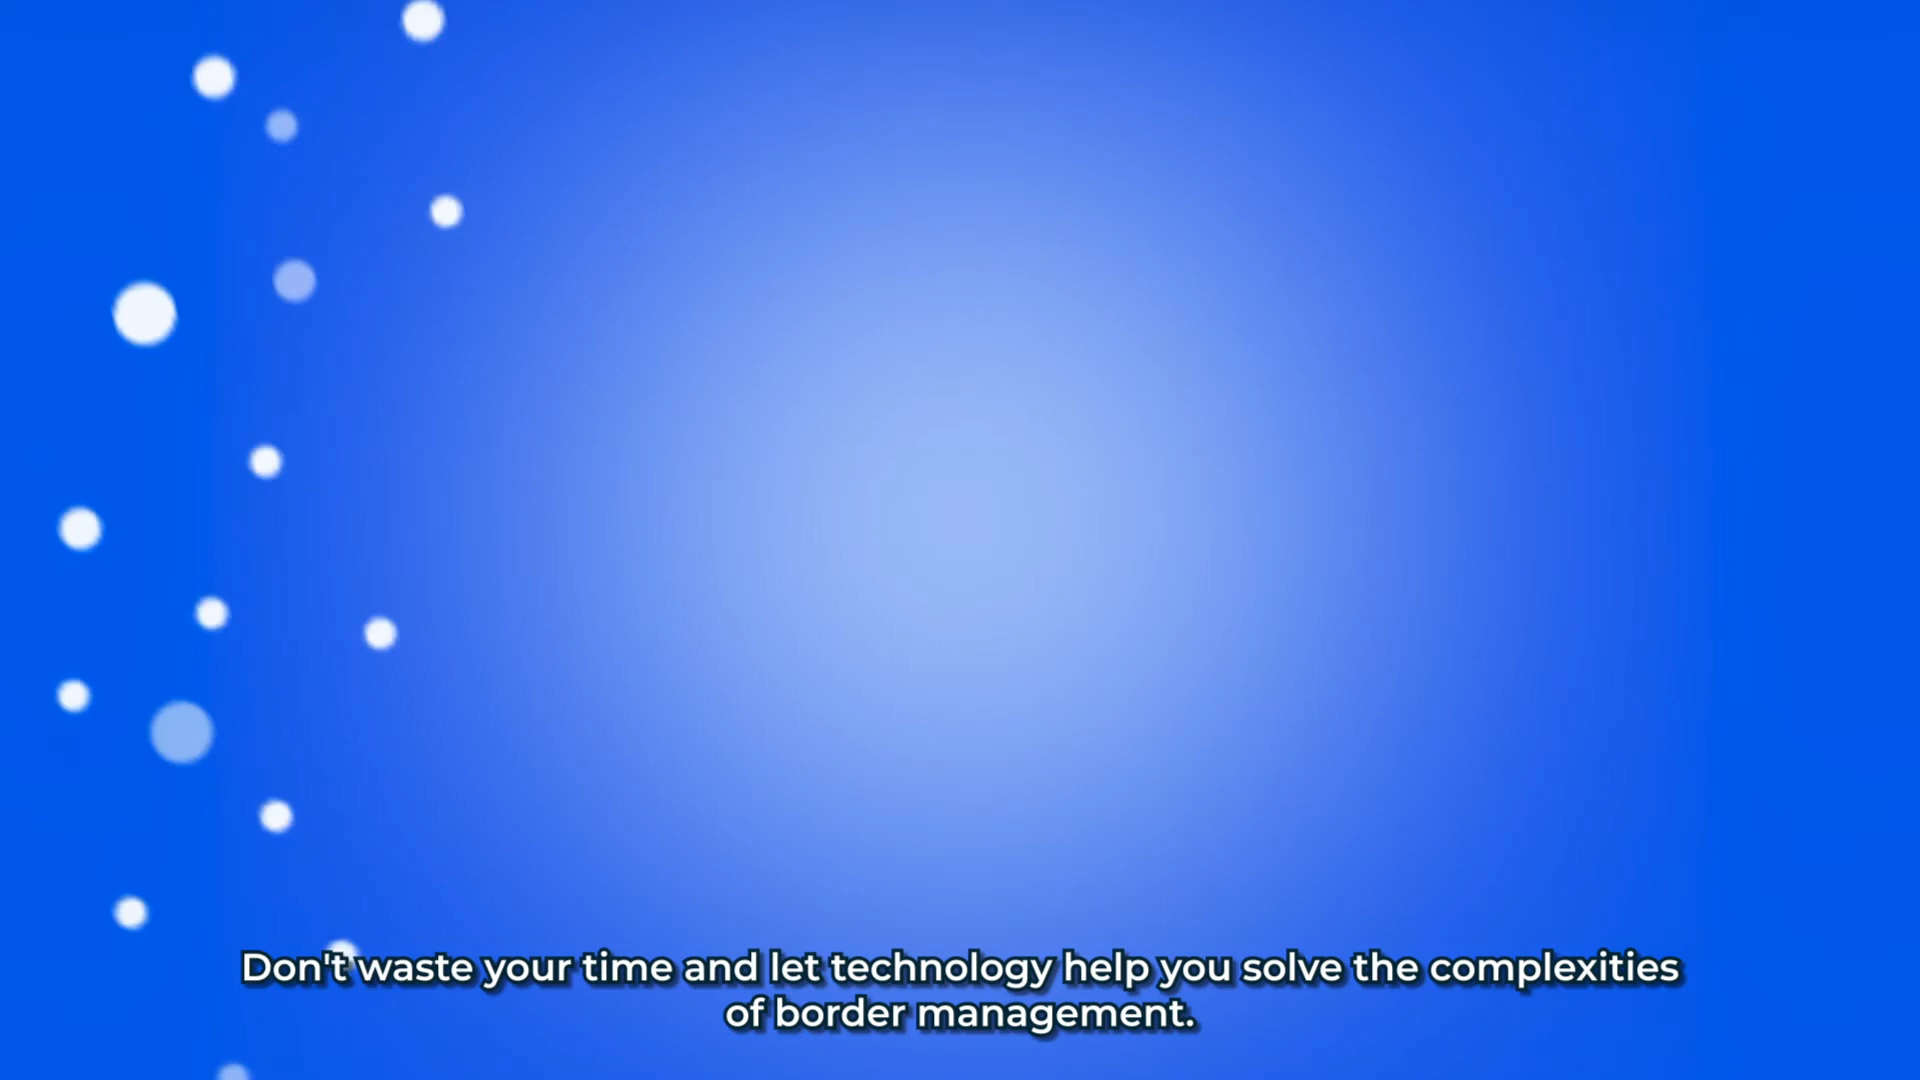 Don't waste your time and let technology help you solve the complexities
of border management.